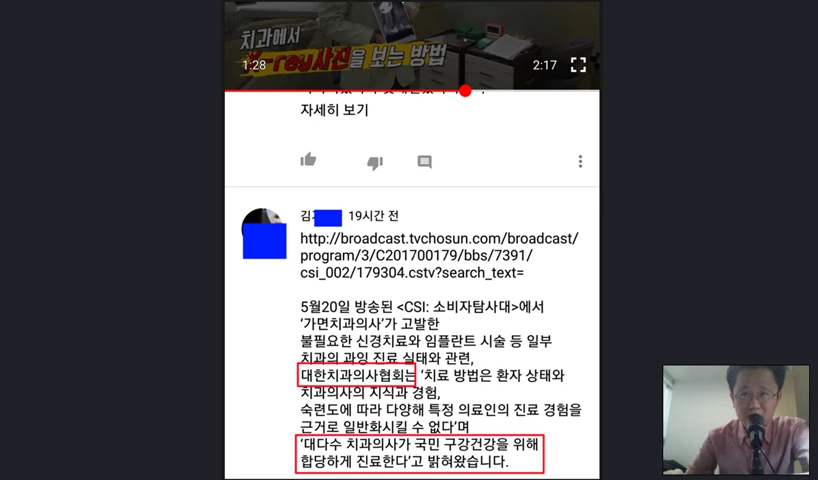 치과에서
X-ray사진을 보는 방법
1:28
2:17
자세히 보기
19시간 전
http://broadcast.tvchosun.com/broadcast/
program/3/C201700179/bbs/7391/
csi_002/179304.cstv?search_text=
5월20일 방송된 <CSI: 소비자탐사대>에서
‘가면치과의사’가 고발한
불필요한 신경치료와 임플란트 시술 등 일부
치과의 과잉 진료 실태와 관련,
대한치과의사협회는 ‘치료 방법은 환자 상태와
치과의사의 지식과 경험,
숙련도에 따라 다양해 특정 의료인의 진료 경험을
근거로 일반화시킬 수 없다’며
‘대다수 치과의사가 국민 구강건강을 위해
합당하게 진료한다’고 밝혀왔습니다.